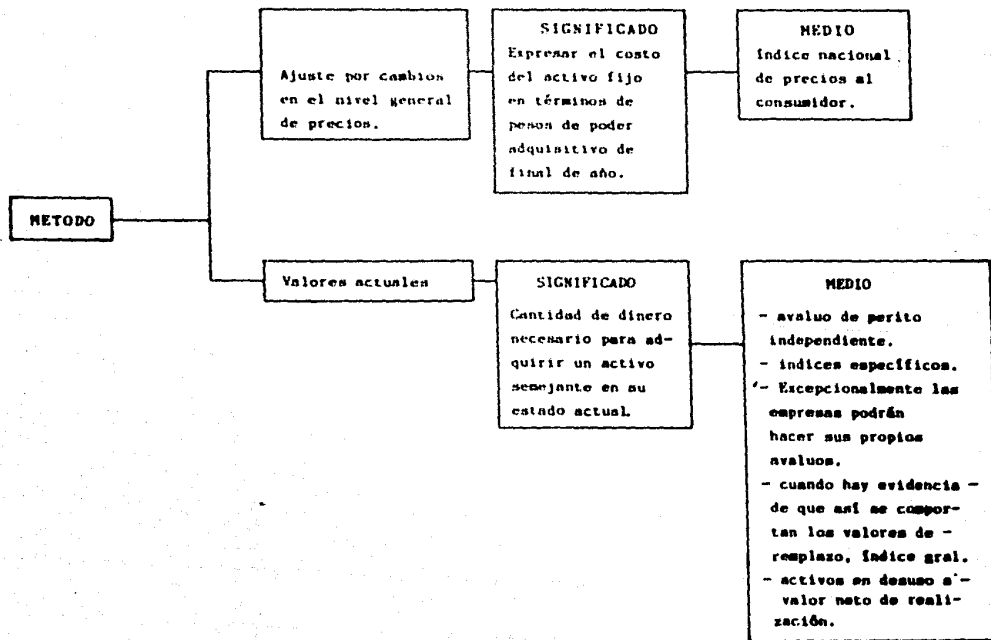 METODO
Ajuste por cambios
en el nivel general
de precios.
SIGNIFICADO
Expresar el costo
del activo fijo
en términos de
pesos de poder
adquisitivo de
final de año.
MEDIO
Índice nacional
de precios al
consumidor.
Valores actuales
SIGNIFICADO
Cantidad de dinero
necesario para ad-
quirir un activo
semejante en su
estado actual.
MEDIO
- avaluo de perito
independiente.
- indices específicos.
- Excepcionalmente las
empresas podrán
hacer sus propios
avaluos.
- cuando hay evidencia -
de que así se compor-
tan los valores de -
remplazo, Índice gral.
- activos en desuso a -
valor neto de reali-
zación.